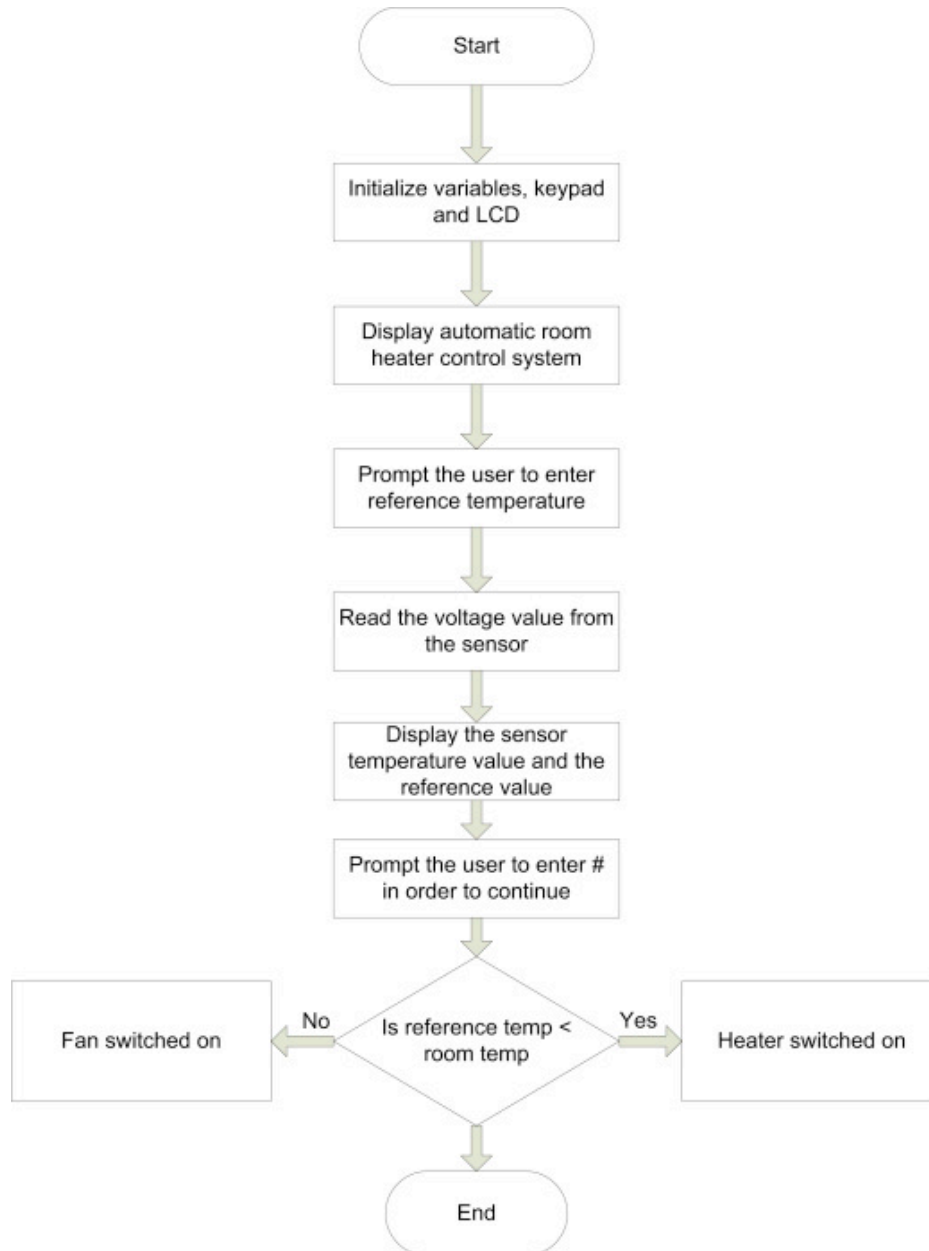 Start
Initialize variables, keypad
and LCD
Display automatic room
heater control system
Prompt the user to enter
reference temperature
Read the voltage value from
the sensor
Display the sensor
temperature value and the
reference value
Prompt the user to enter #
in order to continue
Fan switched on
No
Is reference temp <
room temp
Yes
Heater switched on
End